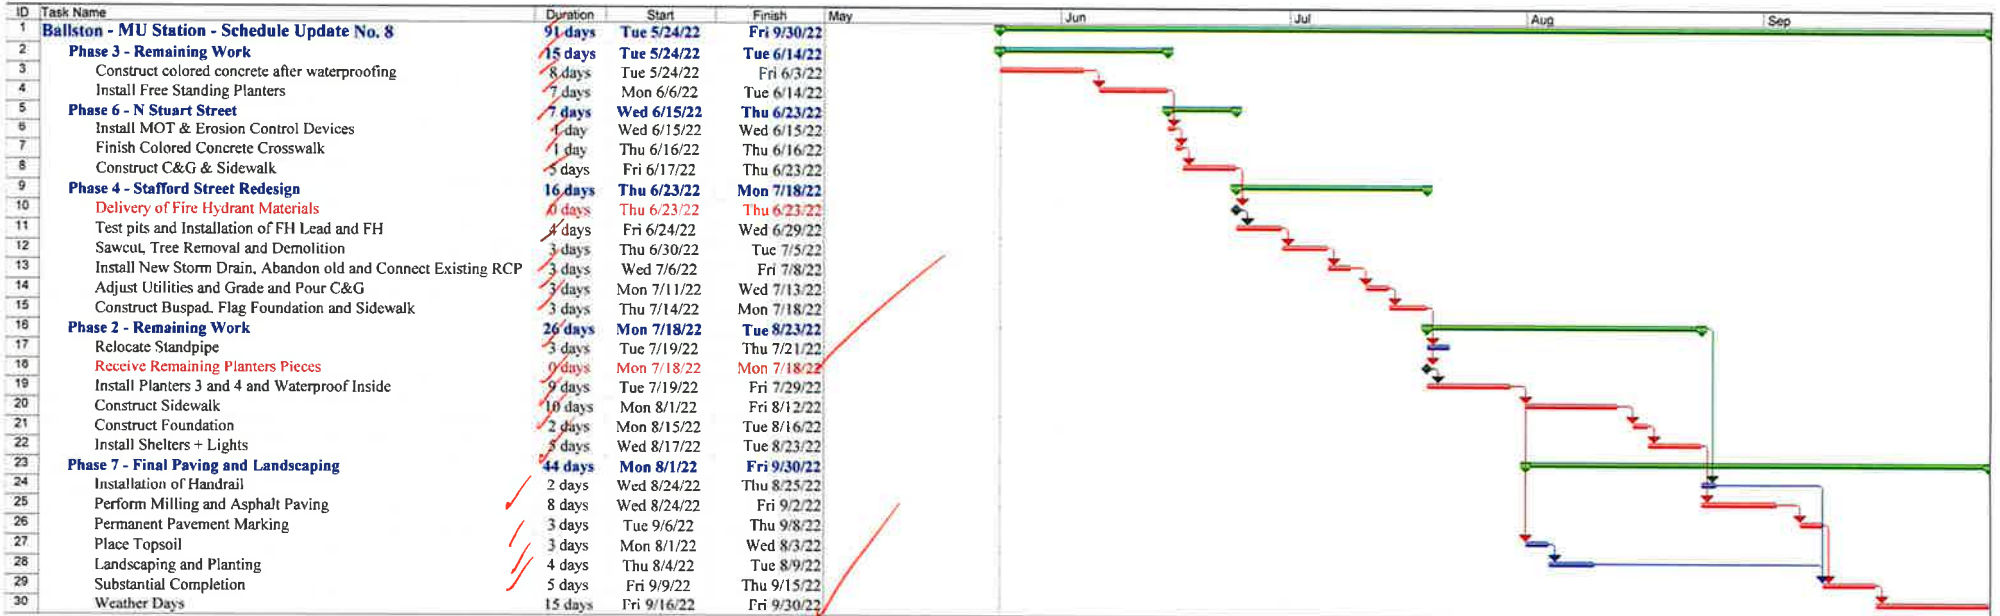 ID Task Name Duration Start Finish May Jun Jul Aug Sep
1 Ballston - MU Station - Schedule Update No. 8 91 days Tue 5/24/22 Fri 9/30/22
2 Phase 3 - Remaining Work 15 days Tue 5/24/22 Tue 6/14/22
3 Construct colored concrete after waterproofing 8 days Tue 5/24/22 Fri 6/3/22
4 Install Free Standing Planters 7 days Mon 6/6/22 Tue 6/14/22
5 Phase 6 - N Stuart Street 7 days Wed 6/15/22 Thu 6/23/22
6 Install MOT & Erosion Control Devices 1 day Wed 6/15/22 Wed 6/15/22
7 Finish Colored Concrete Crosswalk 1 day Thu 6/16/22 Thu 6/16/22
8 Construct C&G & Sidewalk 5 days Fri 6/17/22 Thu 6/23/22
9 Phase 4 - Stafford Street Redesign 16 days Thu 6/23/22 Mon 7/18/22
10 Delivery of Fire Hydrant Materials 0 days Thu 6/23/22 Thu 6/23/22
11 Test pits and Installation of FH Lead and FH 4 days Fri 6/24/22 Wed 6/29/22
12 Sawcut, Tree Removal and Demolition 3 days Thu 6/30/22 Tue 7/5/22
13 Install New Storm Drain, Abandon old and Connect Existing RCP 3 days Wed 7/6/22 Fri 7/8/22
14 Adjust Utilities and Grade and Pour C&G 3 days Mon 7/11/22 Wed 7/13/22
15 Construct Buspad, Flag Foundation and Sidewalk 3 days Thu 7/14/22 Mon 7/18/22
16 Phase 2 - Remaining Work 26 days Mon 7/18/22 Tue 8/23/22
17 Relocate Standpipe 3 days Tue 7/19/22 Thu 7/21/22
18 Receive Remaining Planters Pieces 0 days Mon 7/18/22 Mon 7/18/22
19 Install Planters 3 and 4 and Waterproof Inside 9 days Tue 7/19/22 Fri 7/29/22
20 Construct Sidewalk 10 days Mon 8/1/22 Fri 8/12/22
21 Construct Foundation 2 days Mon 8/15/22 Tue 8/16/22
22 Install Shelters + Lights 5 days Wed 8/17/22 Tue 8/23/22
23 Phase 7 - Final Paving and Landscaping 44 days Mon 8/1/22 Fri 9/30/22
24 Installation of Handrail 2 days Wed 8/24/22 Thu 8/25/22
25 Perform Milling and Asphalt Paving 8 days Wed 8/24/22 Fri 9/2/22
26 Permanent Pavement Marking 3 days Tue 9/6/22 Thu 9/8/22
27 Place Topsoil 3 days Mon 8/1/22 Wed 8/3/22
28 Landscaping and Planting 4 days Thu 8/4/22 Tue 8/9/22
29 Substantial Completion 5 days Fri 9/9/22 Thu 9/15/22
30 Weather Days 15 days Fri 9/16/22 Fri 9/30/22